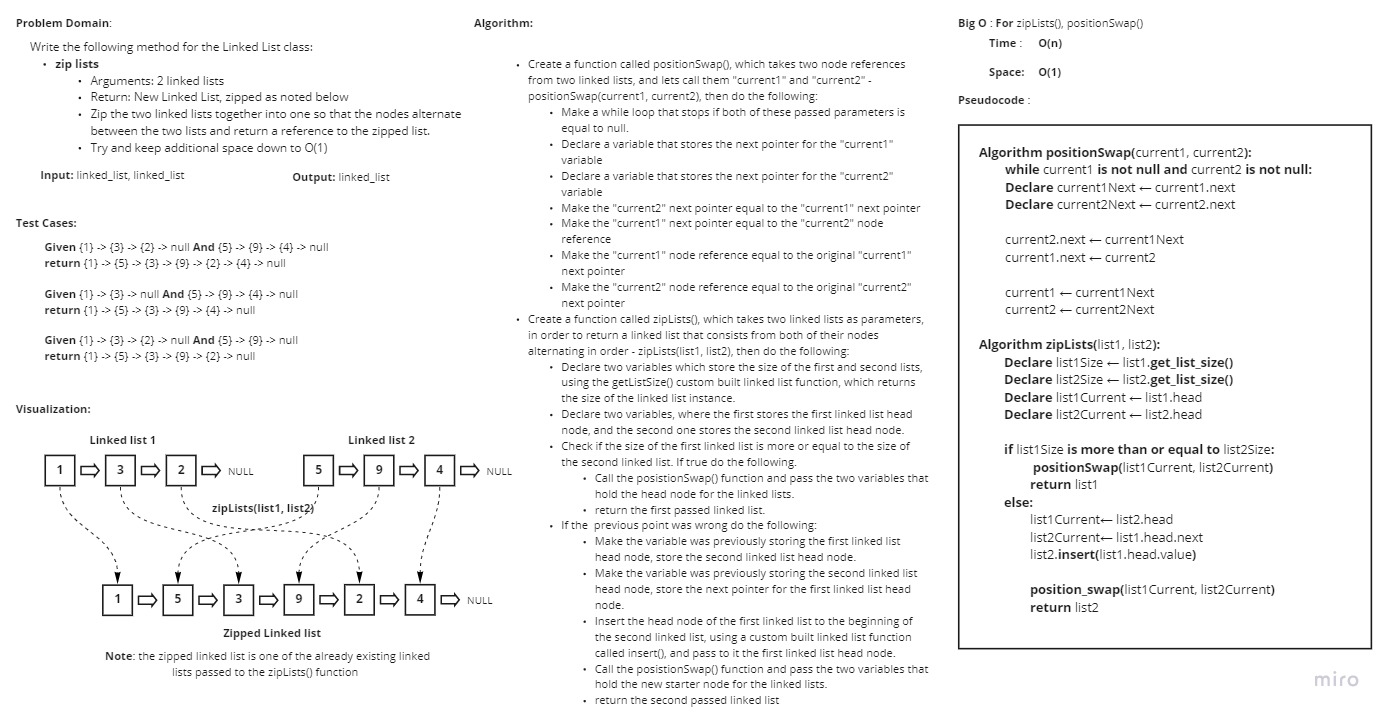 Problem Domain:
Write the following method for the Linked List class:
• zip lists
• Arguments: 2 linked lists
• Return: New Linked List, zipped as noted below
• Zip the two linked lists together into one so that the nodes alternate
between the two lists and return a reference to the zipped list.
• Try and keep additional space down to O(1)
Input: linked_list, linked_list
Output: linked_list
Test Cases:
Given {1} -> {3} -> {2} -> null And {5} -> {9} -> {4} -> null
return {1} -> {5} -> {3} -> {9} -> {2} -> {4} -> null
Given {1} -> {3} -> null And {5} -> {9} -> {4} -> null
return {1} -> {5} -> {3} -> {9} -> {4} -> null
Given {1} -> {3} -> {2} -> null And {5} -> {9} -> null
return {1} -> {5} -> {3} -> {9} -> {2} -> null
Visualization:
Linked list 1
Linked list 2
1 3 2 NULL
5 9 4 NULL
zipLists(list1, list2)
1 5 3 9 2 4 NULL
Zipped Linked list
Note: the zipped linked list is one of the already existing linked
lists passed to the zipLists() function
Algorithm:
• Create a function called positionSwap(), which takes two node references
from two linked lists, and lets call them "current1" and "current2" -
positionSwap(current1, current2), then do the following:
• Make a while loop that stops if both of these passed parameters is
equal to null.
• Declare a variable that stores the next pointer for the "current1"
variable
• Declare a variable that stores the next pointer for the "current2"
variable
• Make the "current2" next pointer equal to the "current1" next pointer
• Make the "current1" next pointer equal to the "current2" node
reference
• Make the "current1" node reference equal to the original "current1"
next pointer
• Make the "current2" node reference equal to the original "current2"
next pointer
• Create a function called zipLists(), which takes two linked lists as parameters,
in order to return a linked list that consists from both of their nodes
alternating in order - zipLists(list1, list2), then do the following:
• Declare two variables which store the size of the first and second lists,
using the getListSize() custom built linked list function, which returns
the size of the linked list instance.
• Declare two variables, where the first stores the first linked list head
node, and the second one stores the second linked list head node.
• Check if the size of the first linked list is more or equal to the size of
the second linked list. If true do the following.
• Call the posistionSwap() function and pass the two variables that
hold the head node for the linked lists.
• return the first passed linked list.
• If the previous point was wrong do the following:
• Make the variable was previously storing the first linked list
head node, store the second linked list head node.
• Make the variable was previously storing the second linked list
head node, store the next pointer for the first linked list head
node.
• Insert the head node of the first linked list to the beginning of
the second linked list, using a custom built linked list function
called insert(), and pass to it the first linked list head node.
• Call the posistionSwap() function and pass the two variables that
hold the new starter node for the linked lists.
• return the second passed linked list
Big O : For zipLists(), positionSwap()
Time : O(n)
Space: O(1)
Pseudocode :
Algorithm positionSwap(current1, current2):
while current1 is not null and current2 is not null:
Declare current1Next ← current1.next
Declare current2Next ← current2.next
current2.next ← current1Next
current1.next ← current2
current1 ← current1Next
current2 ← current2Next
Algorithm zipLists(list1, list2):
Declare list1Size ← list1.get_list_size()
Declare list2Size ← list2.get_list_size()
Declare list1Current ← list1.head
Declare list2Current ← list2.head
if list1Size is more than or equal to list2Size:
positionSwap(list1Current, list2Current)
return list1
else:
list1Current← list2.head
list2Current← list1.head.next
list2.insert(list1.head.value)
position_swap(list1Current, list2Current)
return list2
miro